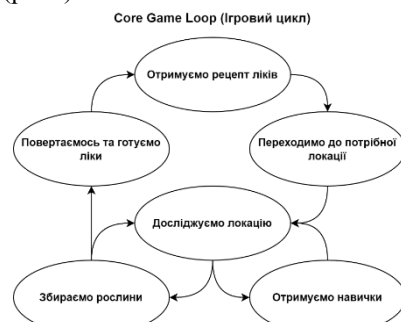 Core Game Loop (Ігровий цикл)
Отримуємо рецепт ліків
Повертаємось та готуємо
ліки
Переходимо до потрібної
локації
Досліджуємо локацію
Збираємо рослини
Отримуємо навички